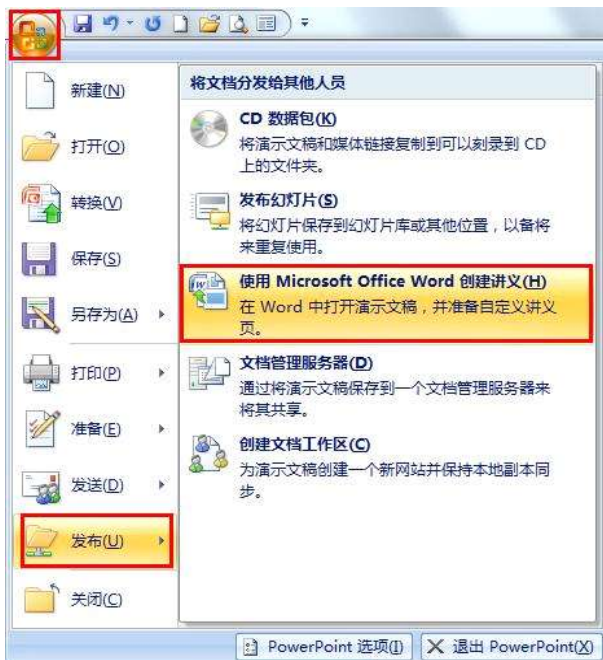 新建(N)
打开(O)
转换(V)
保存(S)
另存为(A)
打印(P)
准备(E)
发送(D)
发布(U)
关闭(C)
将文档分发给其他人员
CD 数据包(K)
将演示文稿和媒体链接复制到可以刻录到 CD
上的文件夹。
发布幻灯片(S)
将幻灯片保存到幻灯片库或其他位置，以备将
来重复使用。
使用 Microsoft Office Word 创建讲义(H)
在 Word 中打开演示文稿，并准备自定义讲义
页。
文档管理服务器(D)
通过将演示文稿保存到一个文档管理服务器来
将其共享。
创建文档工作区(C)
为演示文稿创建一个新网站并保持本地副本同
步。
PowerPoint 选项(I)
退出 PowerPoint(X)